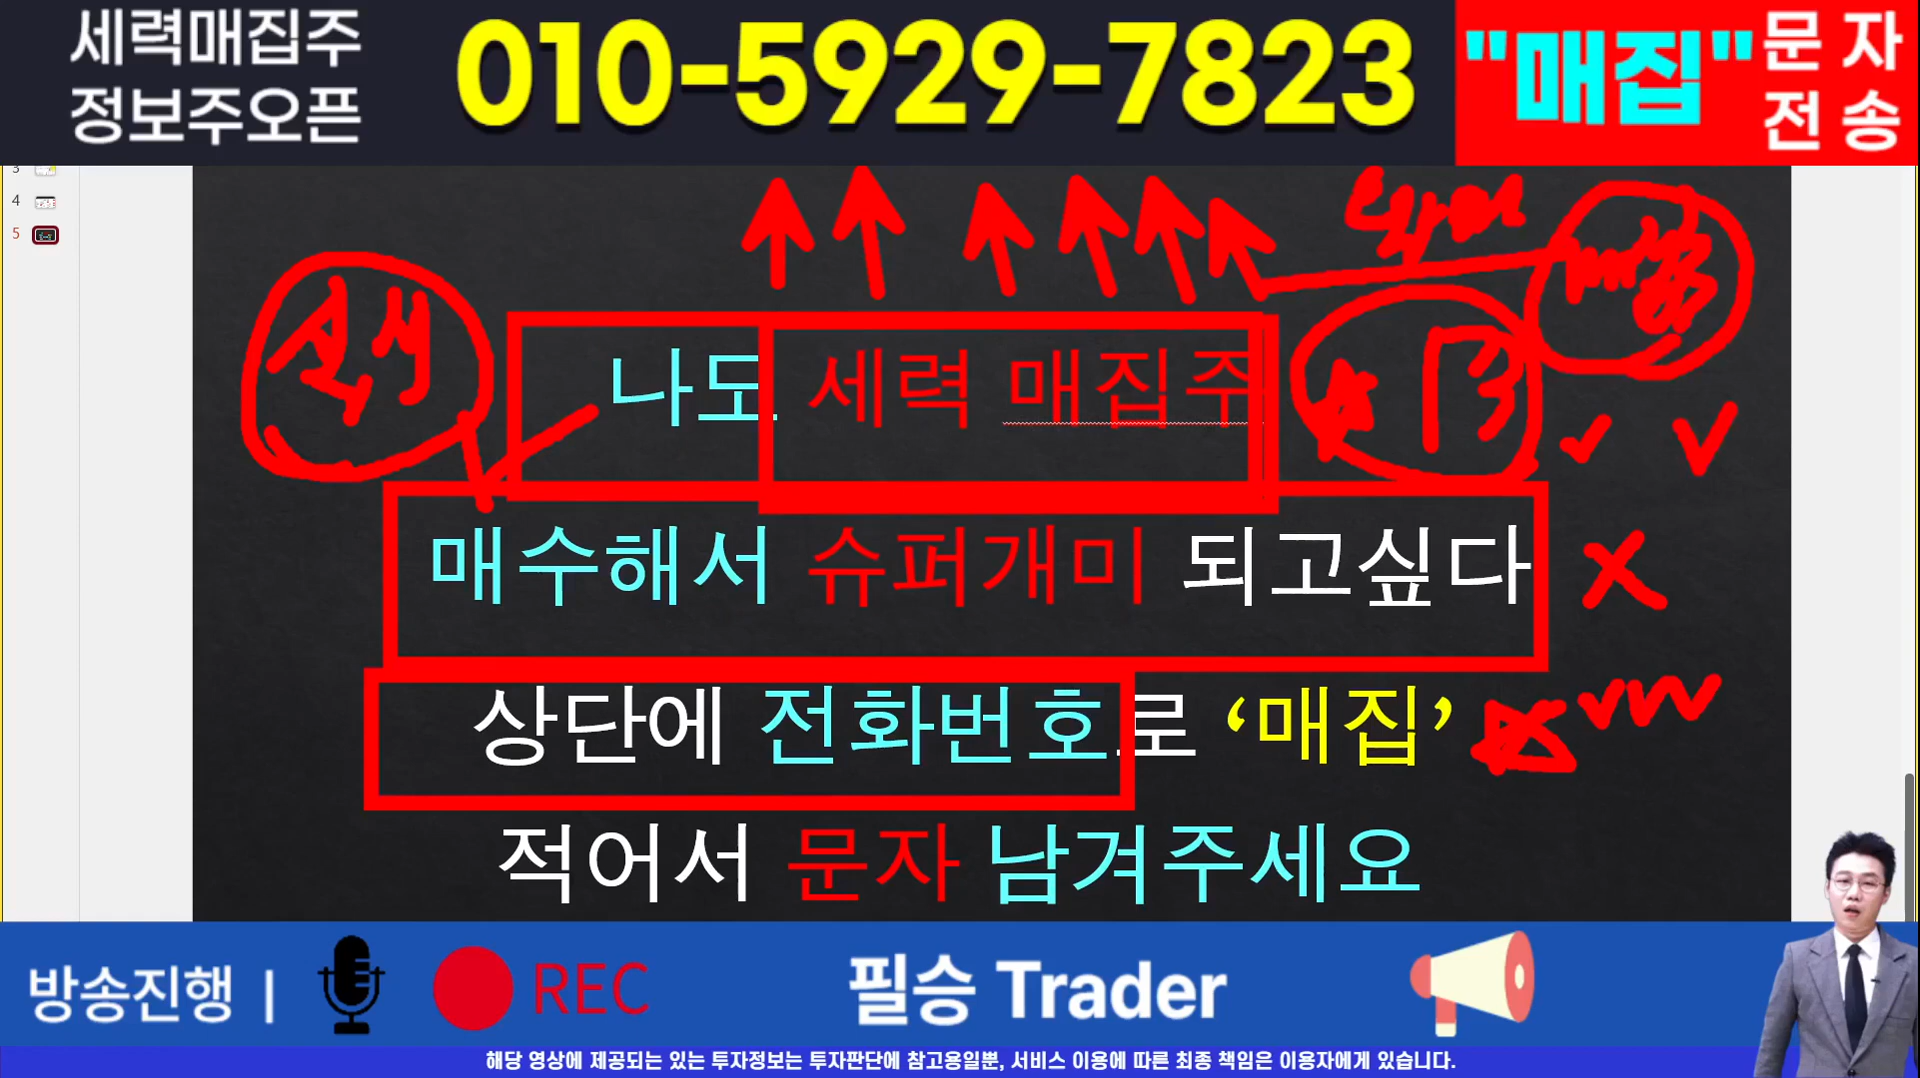 세력매집주
정보주오픈
010-5929-7823
"매집"
문 자
전 송
3
4
5
나도 세력 매집주
매수해서 슈퍼개미 되고싶다
상단에 전화번호로 ‘매집’
적어서 문자 남겨주세요
방송진행 |
REC
필승 Trader
해당 영상에 제공되는 있는 투자정보는 투자판단에 참고용일뿐, 서비스 이용에 따른 최종 책임은 이용자에게 있습니다.